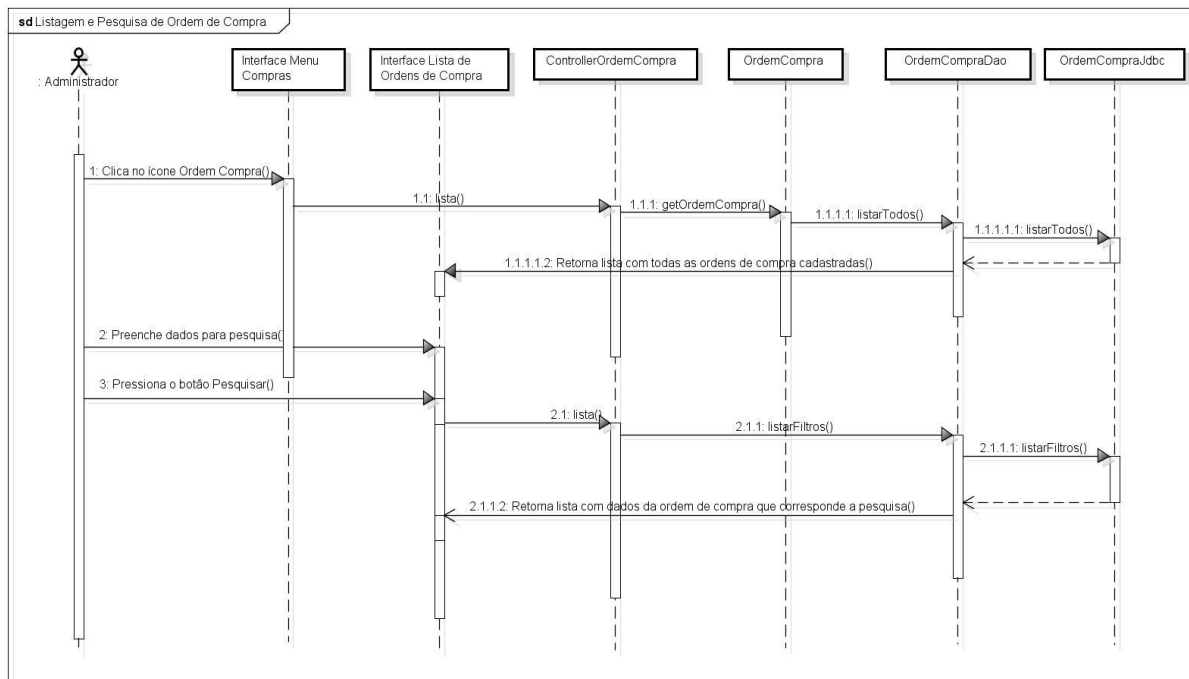 sd Listagem e Pesquisa de Ordem de Compra
: Administrador
Interface Menu
Compras
Interface Lista de
Ordens de Compra
ControllerOrdemCompra
OrdemCompra
OrdemCompraDao
OrdemCompraJdbc
1: Clica no ícone Ordem Compra()
1.1: lista()
1.1.1: getOrdemCompra()
1.1.1.1: listarTodos()
1.1.1.1.1: listarTodos()
1.1.1.1.2: Retorna lista com todas as ordens de compra cadastradas()
2: Preenche dados para pesquisa()
3: Pressiona o botão Pesquisar()
2.1: lista()
2.1.1: listarFiltros()
2.1.1.1: listarFiltros()
2.1.1.2: Retorna lista com dados da ordem de compra que corresponde a pesquisa()